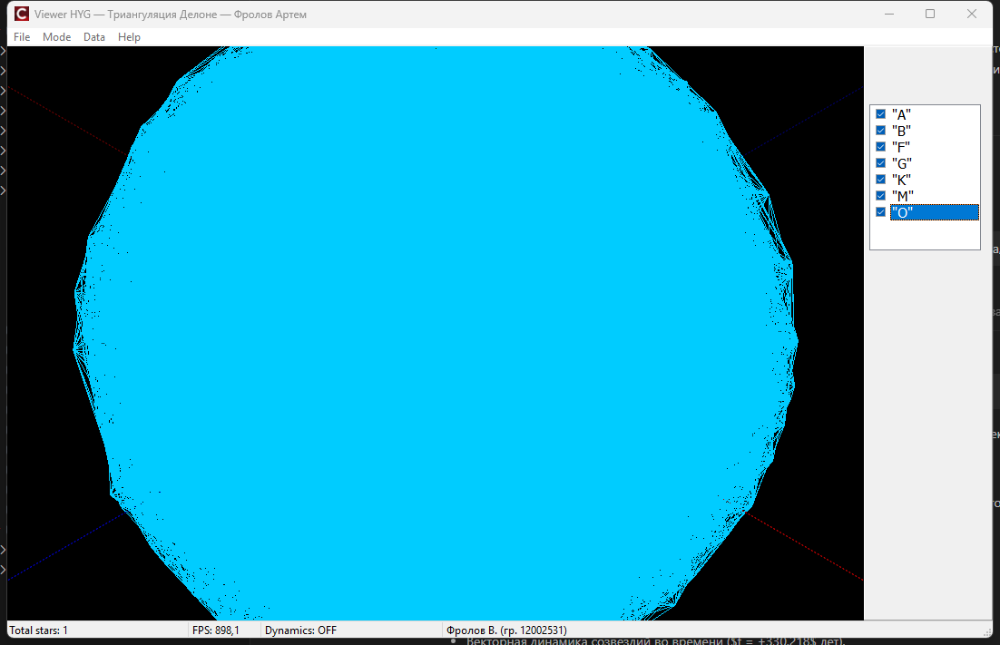 Viewer HYG — Триангуляция Делоне — Фролов Артем
File Mode Data Help
"A"
"B"
"F"
"G"
"K"
"M"
"O"
Total stars: 1 FPS: 898,1 Dynamics: OFF Фролов В. (гр. 12002531)
Векторная динамика созвездий во времени ($t = +330.218$ лет).